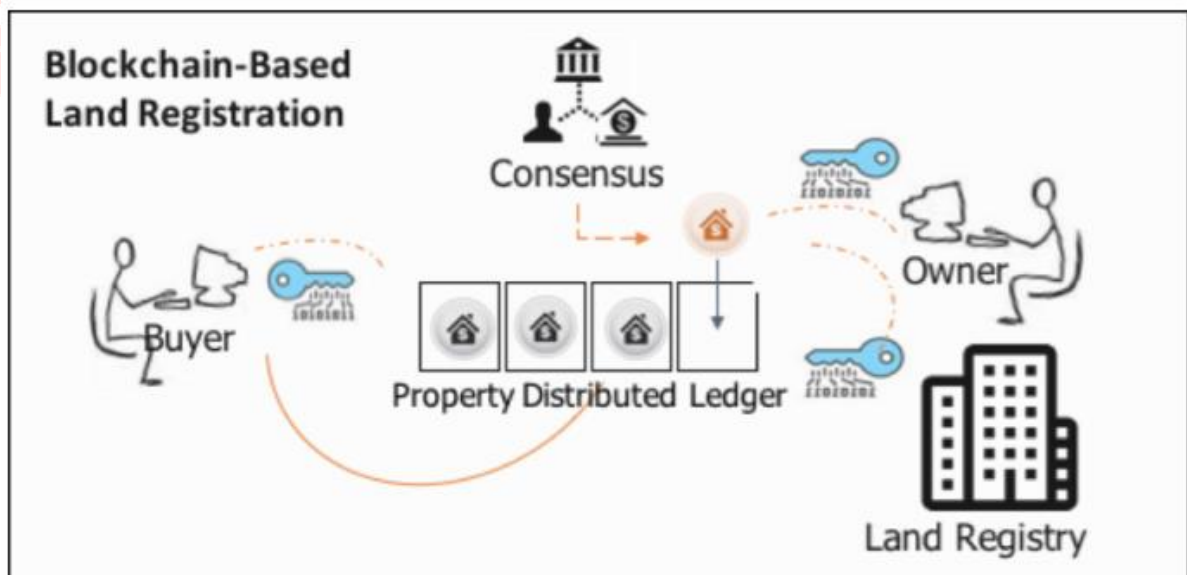 Blockchain-Based
Land Registration
Consensus
Owner
Buyer
Property Distributed Ledger
Land Registry